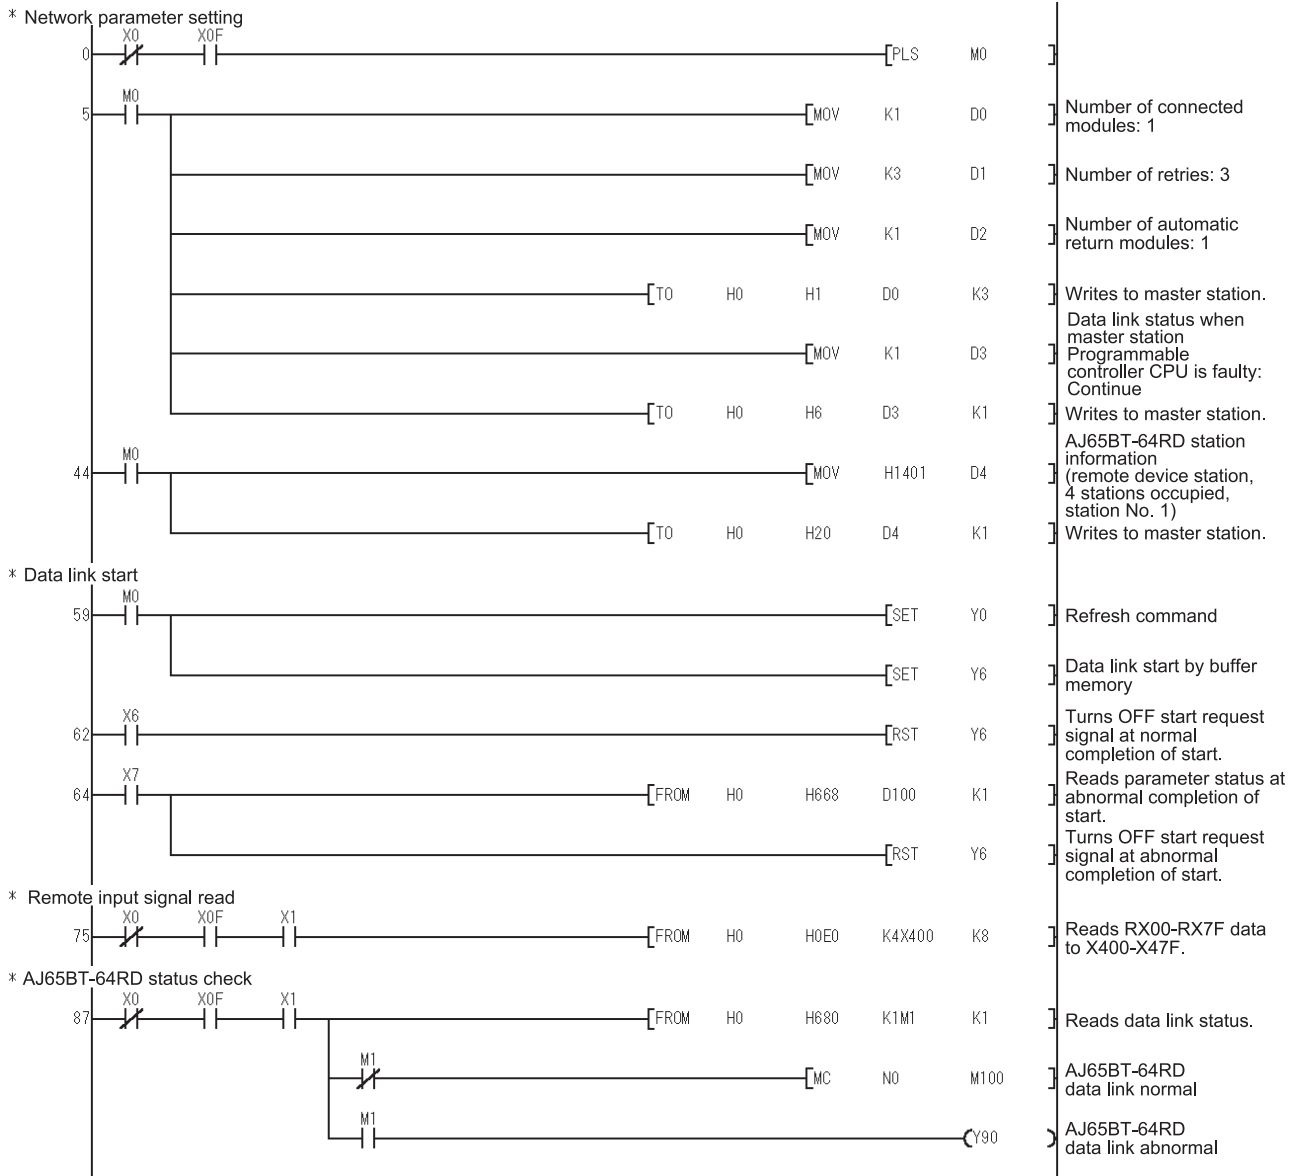 * Network parameter setting
X0 X0F
0 PLS M0
M0
5 MOV K1 D0 Number of connected
modules: 1
MOV K3 D1 Number of retries: 3
MOV K1 D2 Number of automatic
return modules: 1
TO H0 H1 D0 K3 Writes to master station.
MOV K1 D3 Data link status when
master station
Programmable
controller CPU is faulty:
Continue
TO H0 H6 D3 K1 Writes to master station.
M0
44 MOV H1401 D4 AJ65BT-64RD station
information
(remote device station,
4 stations occupied,
station No. 1)
TO H0 H20 D4 K1 Writes to master station.
* Data link start
M0
59 SET Y0 Refresh command
SET Y6 Data link start by buffer
memory
X6
62 RST Y6 Turns OFF start request
signal at normal
completion of start.
X7
64 FROM H0 H668 D100 K1 Reads parameter status at
abnormal completion of
start.
RST Y6 Turns OFF start request
signal at abnormal
completion of start.
* Remote input signal read
X0 X0F X1
75 FROM H0 H0E0 K4X400 K8 Reads RX00-RX7F data
to X400-X47F.
* AJ65BT-64RD status check
X0 X0F X1
87 FROM H0 H680 K1M1 K1 Reads data link status.
M1
MC N0 M100 AJ65BT-64RD
data link normal
M1
Y90 AJ65BT-64RD
data link abnormal